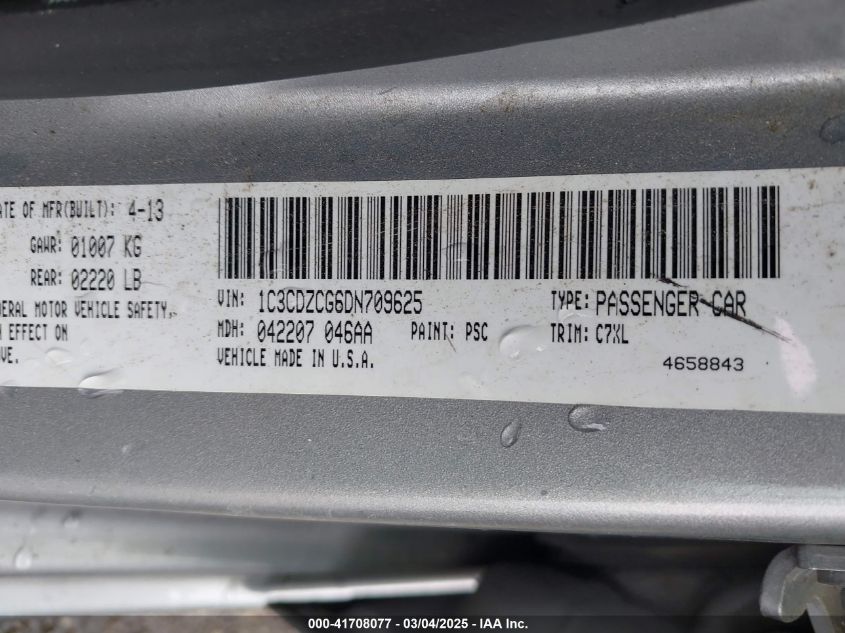 ATE OF MFR(BUILT): 4-13
GAWR: 01007 KG
REAR: 02220 LB
DERAL MOTOR VEHICLE SAFETY,
N EFFECT ON
VE.
VIN: 1C3CDZCG6DN709625 TYPE: PASSENGER CAR
MDH: 042207 046AA PAINT: PSC TRIM: C7XL
VEHICLE MADE IN U.S.A.
4658843
000-41708077 - 03/04/2025 - IAA Inc.